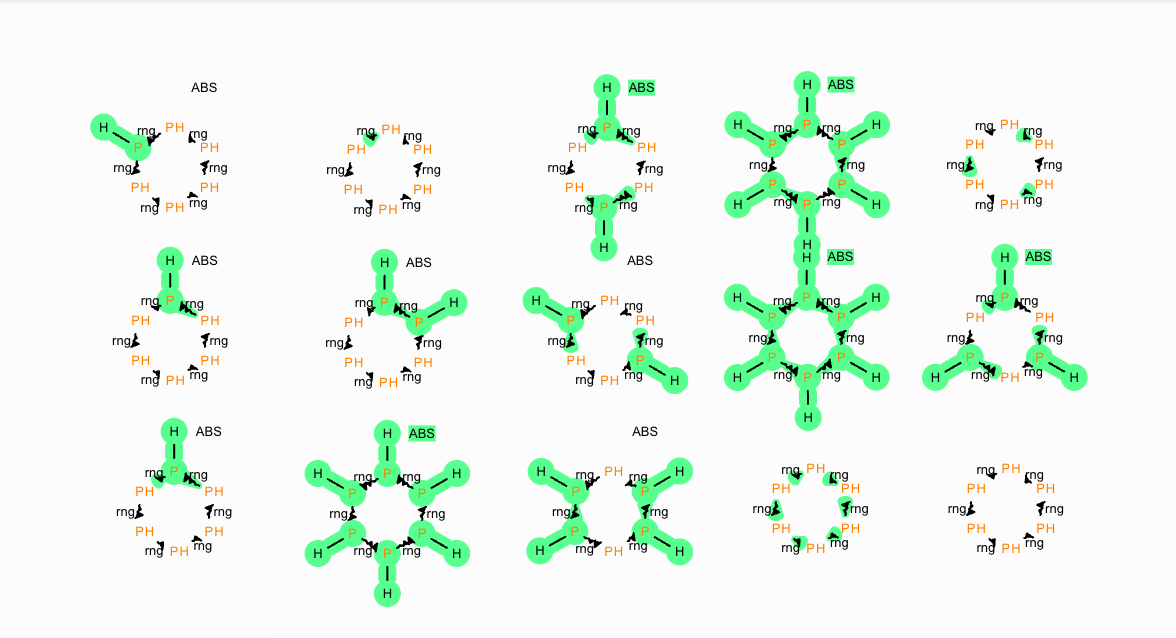 ABS H ABS H ABS
H rng PH rng rng PH rng rng P rng H rng P rng H rng PH rng
P PH PH PH PH PH P P PH PH
rng rng rng rng rng rng rng rng rng rng
PH PH PH PH PH PH P P PH PH
rng PH rng rng PH rng rng P rng H rng P rng H rng PH rng
H H
H ABS H ABS ABS H ABS H ABS
rng P rng rng P rng H H rng PH rng H rng P rng H rng P rng
PH PH PH P P PH P P PH PH
rng rng rng rng rng rng rng rng rng rng
PH PH PH PH PH P P P P P
rng PH rng rng PH rng rng PH rng H H rng P rng H H rng PH rng H
H
H ABS H ABS ABS
rng P rng H rng P rng H H rng PH rng H rng PH rng rng PH rng
PH PH P P P P PH PH PH PH
rng rng rng rng rng rng rng rng rng rng
PH PH P P P P PH PH PH PH
rng PH rng H rng P rng H H rng PH rng H rng PH rng rng PH rng
H